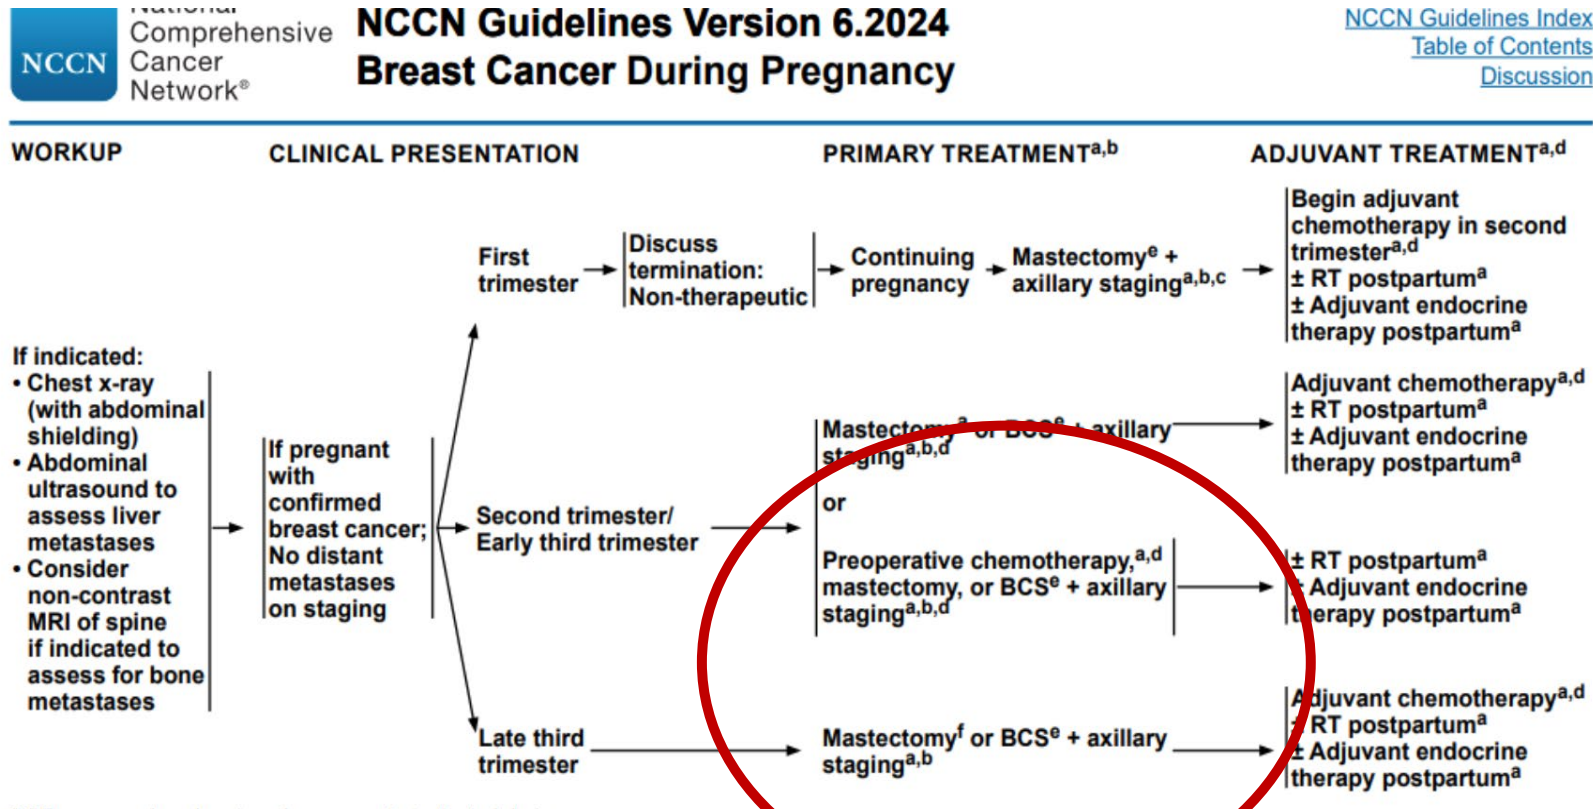 National
Comprehensive
Cancer
Network®
NCCN
NCCN Guidelines Version 6.2024
Breast Cancer During Pregnancy
NCCN Guidelines Index
Table of Contents
Discussion
WORKUP
CLINICAL PRESENTATION
PRIMARY TREATMENTa,b
ADJUVANT TREATMENTa,d
If indicated:
• Chest x-ray
(with abdominal
shielding)
• Abdominal
ultrasound to
assess liver
metastases
• Consider
non-contrast
MRI of spine
if indicated to
assess for bone
metastases
If pregnant
with
confirmed
breast cancer;
No distant
metastases
on staging
First
trimester
Discuss
termination:
Non-therapeutic
Continuing
pregnancy
Mastectomye +
axillary staginga,b,c
Begin adjuvant
chemotherapy in second
trimestera,d
± RT postpartuma
± Adjuvant endocrine
therapy postpartuma
Second trimester/
Early third trimester
Mastectomya or BCSe + axillary
staginga,b,d
or
Preoperative chemotherapy,a,d
mastectomy, or BCSe + axillary
staginga,b,d
Adjuvant chemotherapya,d
± RT postpartuma
± Adjuvant endocrine
therapy postpartuma
± RT postpartuma
± Adjuvant endocrine
therapy postpartuma
Late third
trimester
Mastectomyf or BCSe + axillary
staginga,b
Adjuvant chemotherapya,d
± RT postpartuma
± Adjuvant endocrine
therapy postpartuma